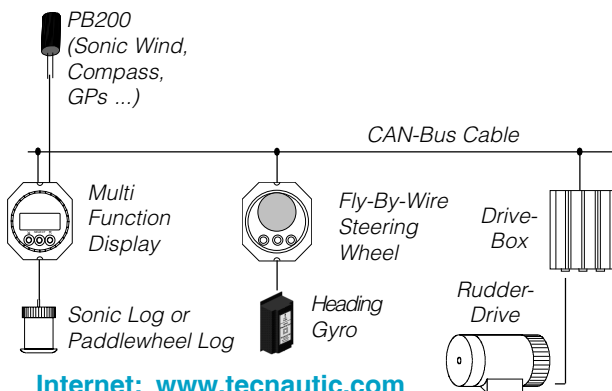 PB200
(Sonic Wind,
Compass,
GPs ...)
CAN-Bus Cable
Multi
Function
Display
Fly-By-Wire
Steering
Wheel
Drive-
Box
Sonic Log or
Paddlewheel Log
Heading
Gyro
Rudder-
Drive
Internet: www.tecnautic.com